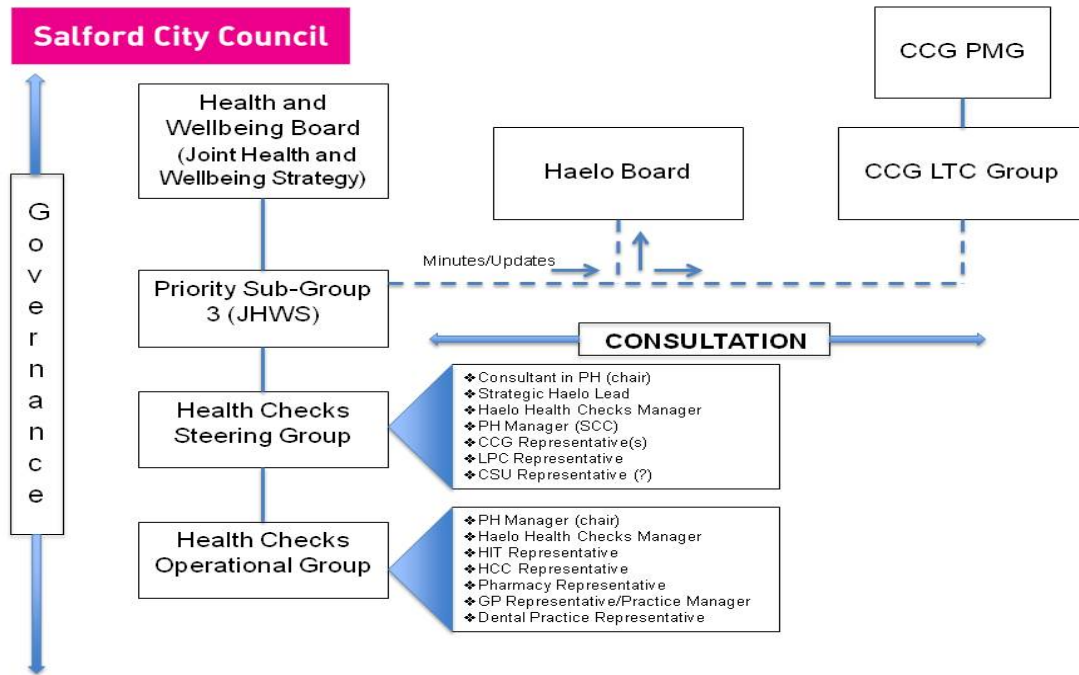 Salford City Council
CCG PMG
Health and
Wellbeing Board
(Joint Health and
Wellbeing Strategy)
Haelo Board
CCG LTC Group
Governance
Minutes/Updates
Priority Sub-Group
3 (JHWS)
CONSULTATION
Health Checks
Steering Group
❖Consultant in PH (chair)
❖Strategic Haelo Lead
❖Haelo Health Checks Manager
❖PH Manager (SCC)
❖CCG Representative(s)
❖LPC Representative
❖CSU Representative (?)
Health Checks
Operational Group
❖PH Manager (chair)
❖Haelo Health Checks Manager
❖HIT Representative
❖HCC Representative
❖Pharmacy Representative
❖GP Representative/Practice Manager
❖Dental Practice Representative